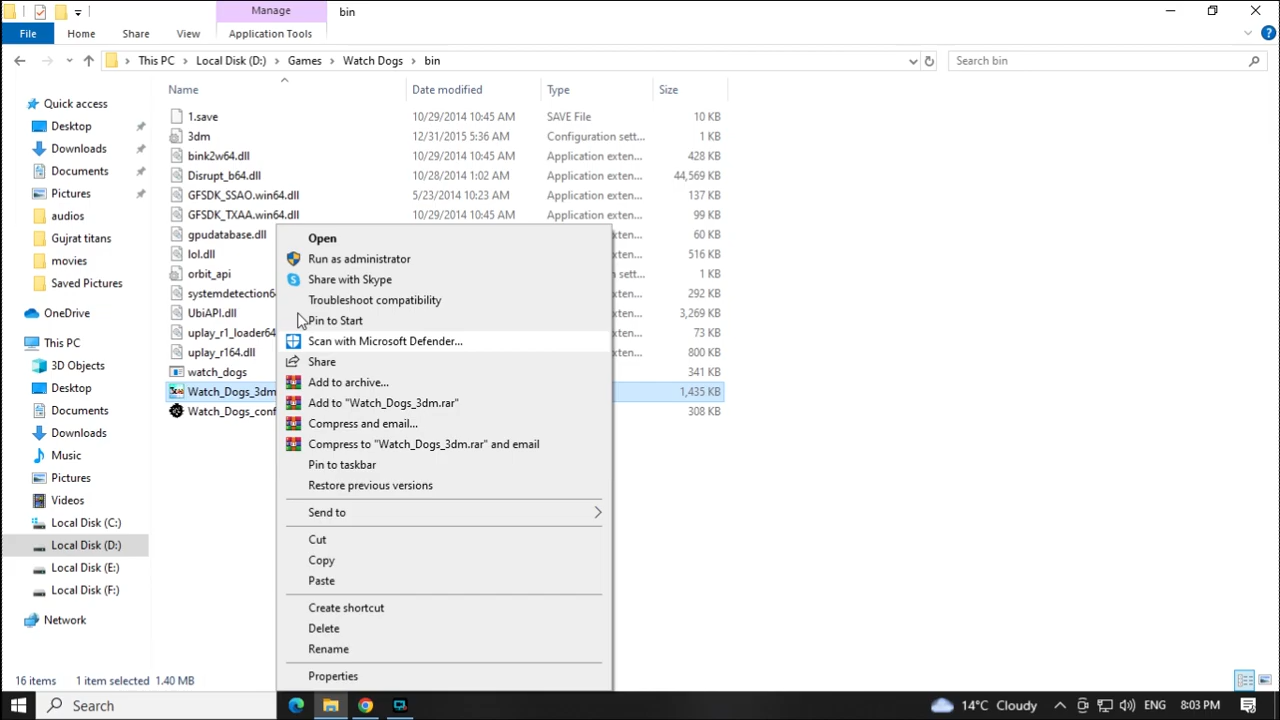 Manage
bin
File
Home
Share
View
Application Tools
This PC
Local Disk (D:)
Games
Watch Dogs
bin
Search bin
Name
Date modified
Type
Size
Quick access
Desktop
Downloads
Documents
Pictures
audios
Gujrat titans
movies
Saved Pictures
OneDrive
This PC
3D Objects
Desktop
Documents
Downloads
Music
Pictures
Videos
Local Disk (C:)
Local Disk (D:)
Local Disk (E:)
Local Disk (F:)
Network
1.save 10/29/2014 10:45 AM SAVE File 10 KB
3dm 12/31/2015 5:36 AM Configuration sett... 1 KB
bink2w64.dll 10/29/2014 10:45 AM Application exten... 428 KB
Disrupt_b64.dll 10/28/2014 1:02 AM Application exten... 44,569 KB
GFSDK_SSAO.win64.dll 5/23/2014 10:23 AM Application exten... 137 KB
GFSDK_TXAA.win64.dll 10/29/2014 10:45 AM Application exten... 99 KB
gpudatabase.dll xten... 60 KB
lol.dll xten... 516 KB
orbit_api sett... 1 KB
systemdetection6 xten... 292 KB
UbiAPI.dll xten... 3,269 KB
uplay_r1_loader64 xten... 73 KB
uplay_r164.dll xten... 800 KB
watch_dogs 341 KB
Watch_Dogs_3dm 1,435 KB
Watch_Dogs_conf 308 KB
Open
Run as administrator
Share with Skype
Troubleshoot compatibility
Pin to Start
Scan with Microsoft Defender...
Share
Add to archive...
Add to "Watch_Dogs_3dm.rar"
Compress and email...
Compress to "Watch_Dogs_3dm.rar" and email
Pin to taskbar
Restore previous versions
Send to
Cut
Copy
Paste
Create shortcut
Delete
Rename
Properties
16 items 1 item selected 1.40 MB
Search
14°C Cloudy
ENG
8:03 PM